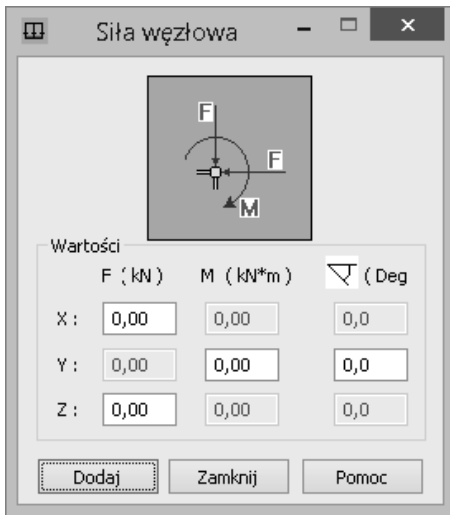 Siła węzłowa
F
F
M
Wartości
F (kN) M (kN*m) (Deg
X: 0,00 0,00 0,0
Y: 0,00 0,00 0,0
Z: 0,00 0,00 0,0
Dodaj Zamknij Pomoc